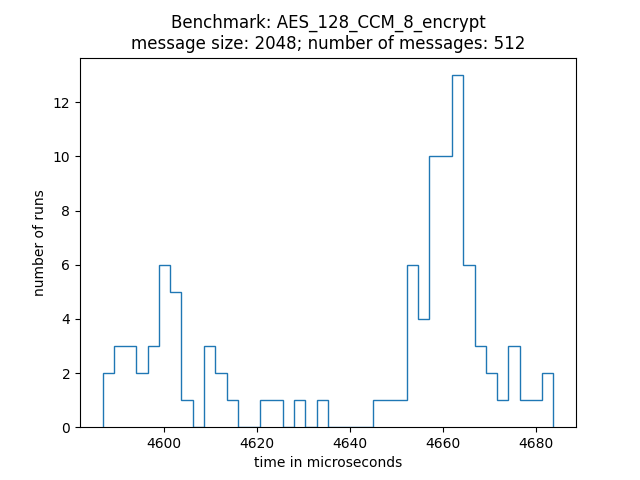 Benchmark: AES_128_CCM_8_encrypt
message size: 2048; number of messages: 512
12
10
8
6
4
2
0
number of runs
4600 4620 4640 4660 4680
time in microseconds